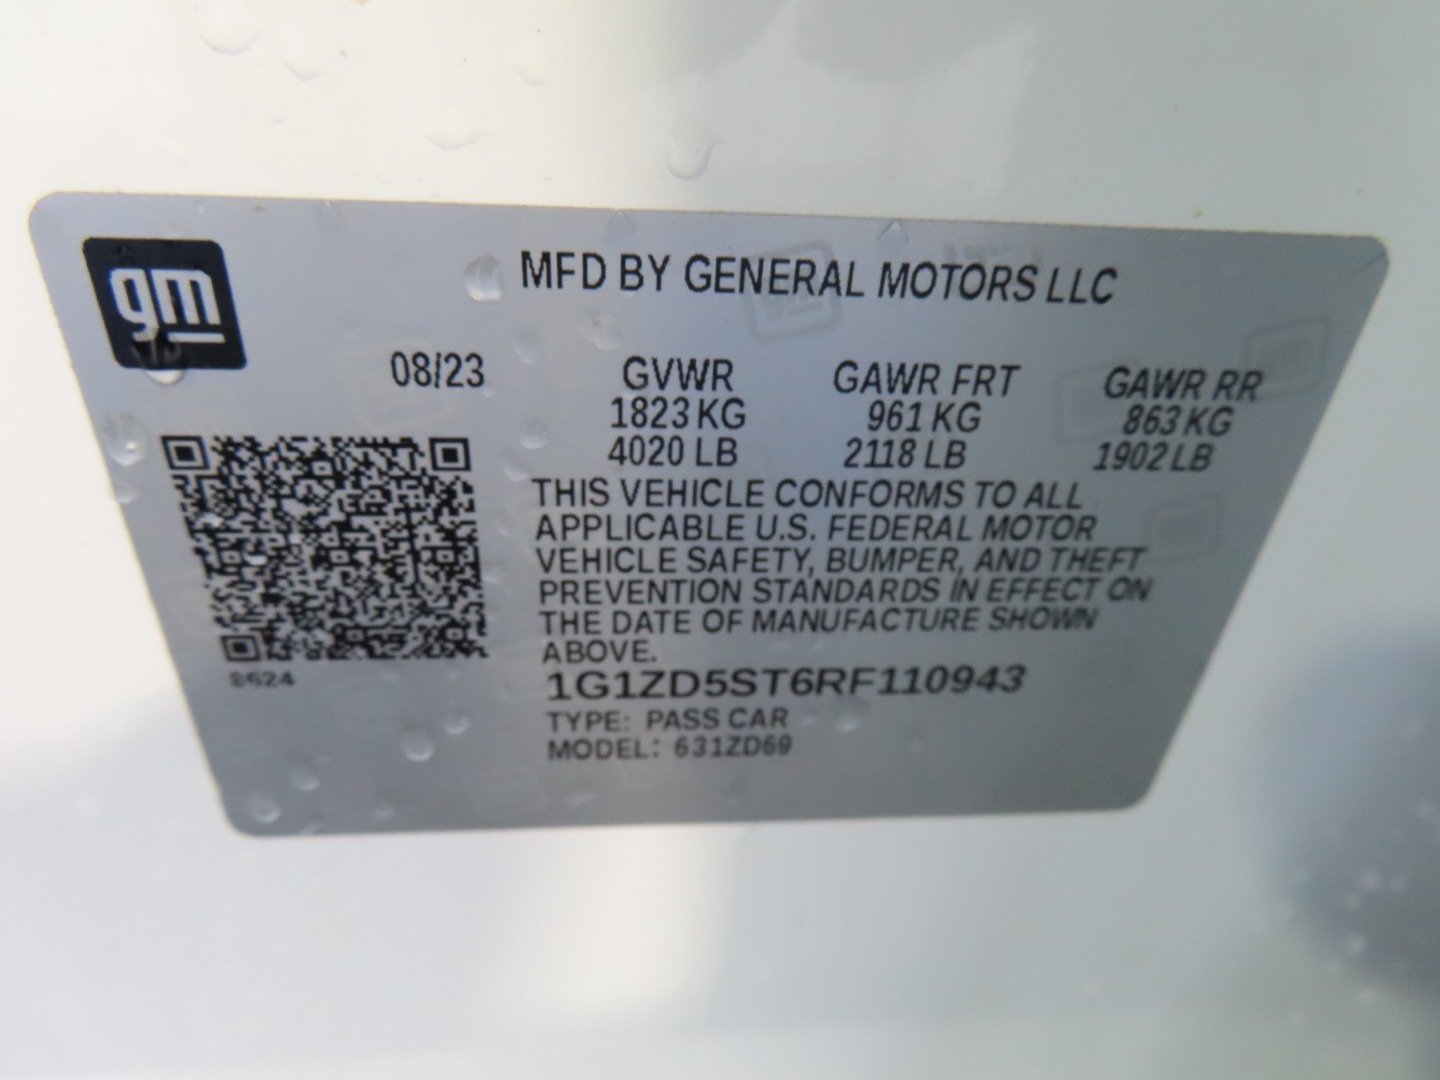 gm
MFD BY GENERAL MOTORS LLC
08/23 GVWR GAWR FRT GAWR RR
1823 KG 961 KG 863 KG
4020 LB 2118 LB 1902 LB
THIS VEHICLE CONFORMS TO ALL
APPLICABLE U.S. FEDERAL MOTOR
VEHICLE SAFETY, BUMPER, AND THEFT
PREVENTION STANDARDS IN EFFECT ON
THE DATE OF MANUFACTURE SHOWN
ABOVE.
8624
1G1ZD5ST6RF110943
TYPE: PASS CAR
MODEL: 631ZD69